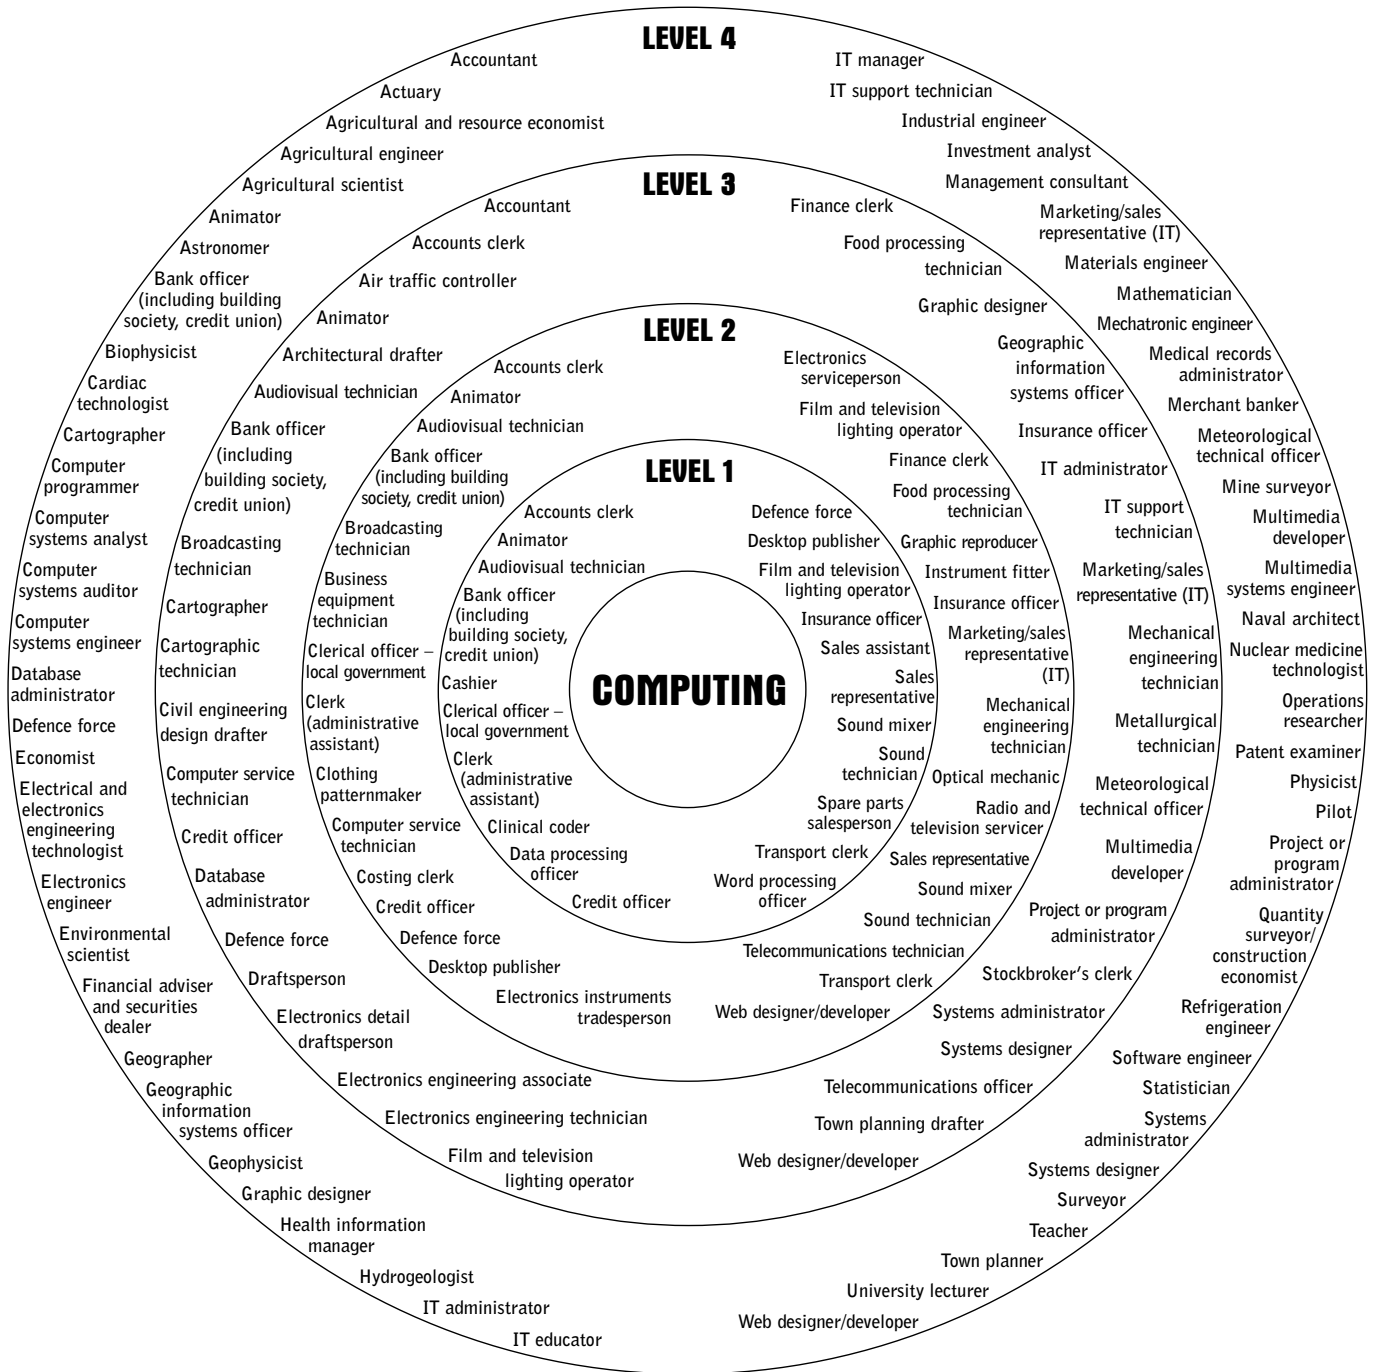 LEVEL 4
Accountant
Actuary
Agricultural and resource economist
Agricultural engineer
Agricultural scientist
Animator
Astronomer
Bank officer
(including building
society, credit union)
Biophysicist
Cardiac
technologist
Cartographer
Computer
programmer
Computer
systems analyst
Computer
systems auditor
Computer
systems engineer
Database
administrator
Defence force
Economist
Electrical and
electronics
engineering
technologist
Electronics
engineer
Environmental
scientist
Financial adviser
and securities
dealer
Geographer
Geographic
information
systems officer
Geophysicist
Graphic designer
Health information
manager
Hydrogeologist
IT administrator
IT educator
IT manager
IT support technician
Industrial engineer
Investment analyst
Management consultant
Marketing/sales
representative (IT)
Materials engineer
Mathematician
Mechatronic engineer
Medical records
administrator
Merchant banker
Meteorological
technical officer
Mine surveyor
Multimedia
developer
Multimedia
systems engineer
Naval architect
Nuclear medicine
technologist
Operations
researcher
Patent examiner
Physicist
Pilot
Project or
program
administrator
Quantity
surveyor/
construction
economist
Refrigeration
engineer
Software engineer
Statistician
Systems
administrator
Systems designer
Surveyor
Teacher
Town planner
University lecturer
Web designer/developer
LEVEL 3
Accountant
Accounts clerk
Air traffic controller
Animator
Architectural drafter
Audiovisual technician
Bank officer
(including
building society,
credit union)
Broadcasting
technician
Cartographer
Cartographic
technician
Civil engineering
design drafter
Computer service
technician
Credit officer
Database
administrator
Defence force
Draftsperson
Electronics detail
draftsperson
Electronics engineering associate
Electronics engineering technician
Film and television
lighting operator
Finance clerk
Food processing
technician
Graphic designer
Geographic
information
systems officer
Insurance officer
IT administrator
IT support
technician
Marketing/sales
representative (IT)
Mechanical
engineering
technician
Metallurgical
technician
Meteorological
technical officer
Multimedia
developer
Project or program
administrator
Stockbroker's clerk
Systems administrator
Systems designer
Telecommunications officer
Town planning drafter
Web designer/developer
LEVEL 2
Accounts clerk
Animator
Audiovisual technician
Bank officer
(including building
society, credit union)
Broadcasting
technician
Business
equipment
technician
Clerical officer –
local government
Clerk
(administrative
assistant)
Clothing
patternmaker
Computer service
technician
Costing clerk
Credit officer
Defence force
Desktop publisher
Electronics instruments
tradesperson
Electronics
serviceperson
Film and television
lighting operator
Finance clerk
Food processing
technician
Graphic reproducer
Instrument fitter
Insurance officer
Marketing/sales
representative
(IT)
Mechanical
engineering
technician
Optical mechanic
Radio and
television servicer
Sales representative
Sound mixer
Sound technician
Telecommunications technician
Transport clerk
Web designer/developer
LEVEL 1
Accounts clerk
Animator
Audiovisual technician
Bank officer
(including
building society,
credit union)
Cashier
Clerical officer –
local government
Clerk
(administrative
assistant)
Clinical coder
Data processing
officer
Credit officer
Defence force
Desktop publisher
Film and television
lighting operator
Insurance officer
Sales assistant
Sales
representative
Sound mixer
Sound
technician
Spare parts
salesperson
Transport clerk
Word processing
officer
COMPUTING